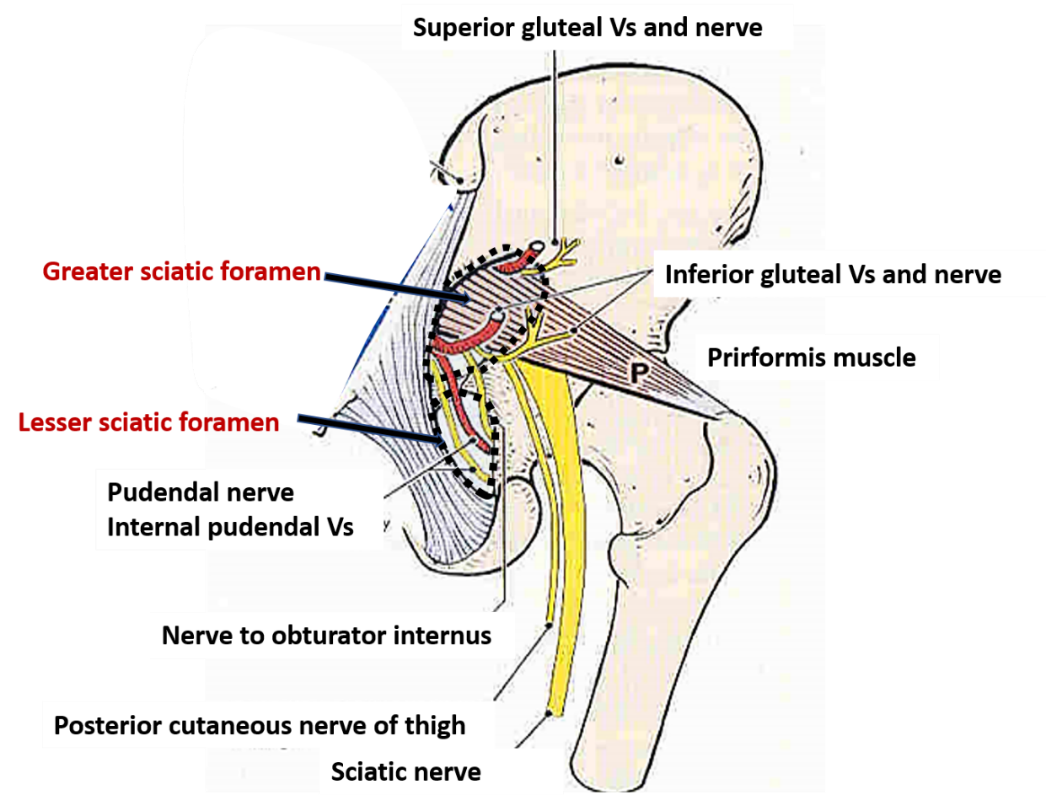 Superior gluteal Vs and nerve
Greater sciatic foramen
Inferior gluteal Vs and nerve
Prirformis muscle
P
Lesser sciatic foramen
Pudendal nerve
Internal pudendal Vs
y
Nerve to obturator internus
Posterior cutaneous nerve of thigh
Sciatic nerve